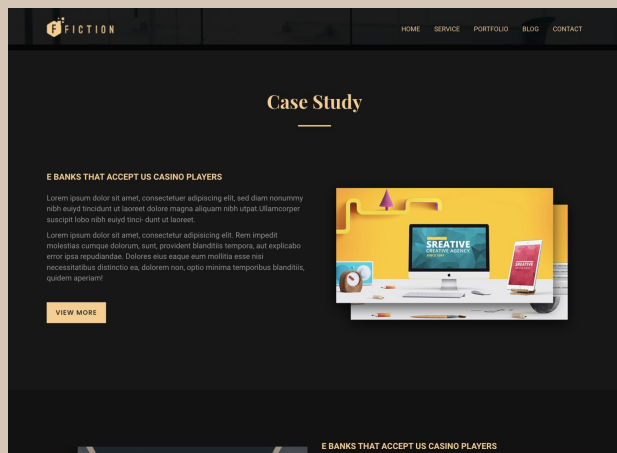 FICTION
HOME SERVICE PORTFOLIO BLOG CONTACT
Case Study
E BANKS THAT ACCEPT US CASINO PLAYERS
Lorem ipsum dolor sit amet, consectetuer adipiscing elit, sed diam nonummy
nibh euiyd tincidunt ut laoreet dolore magna aliquam nibh utpat.Ullamcorper
suscipit lobo nibh euiyd tinci- dunt ut laoreet.
Lorem ipsum dolor sit amet, consectetur adipisicing elit. Rem impedit
molestias cumque dolorum, sunt, provident blanditiis tempora, aut explicabo
error ipsa repudiandae. Dolores eius eaque eum mollitia esse nisi
necessitatibus distinctio ea, dolorem non, optio minima temporibus blanditiis,
quidem aperiam!
VIEW MORE
SREATIVE
CREATIVE AGENCY
E BANKS THAT ACCEPT US CASINO PLAYERS